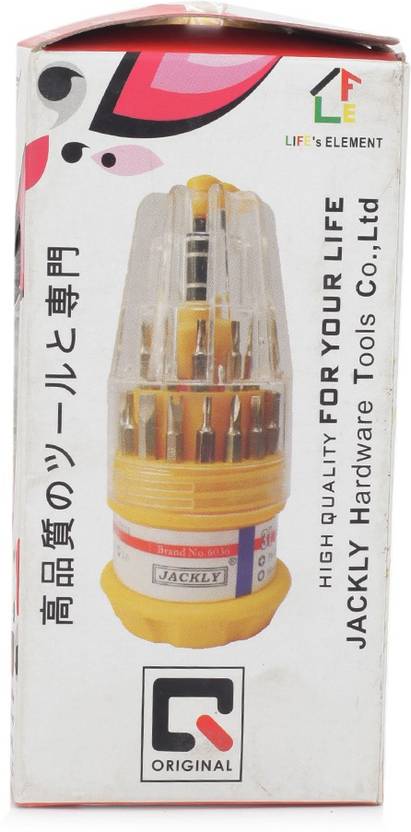 LIFE
LIFE's ELEMENT
高品質のツールと専門
HIGH QUALITY FOR YOUR LIFE
JACKLY Hardware Tools Co.,Ltd
Brand No. 6036
JACKLY ®
ORIGINAL